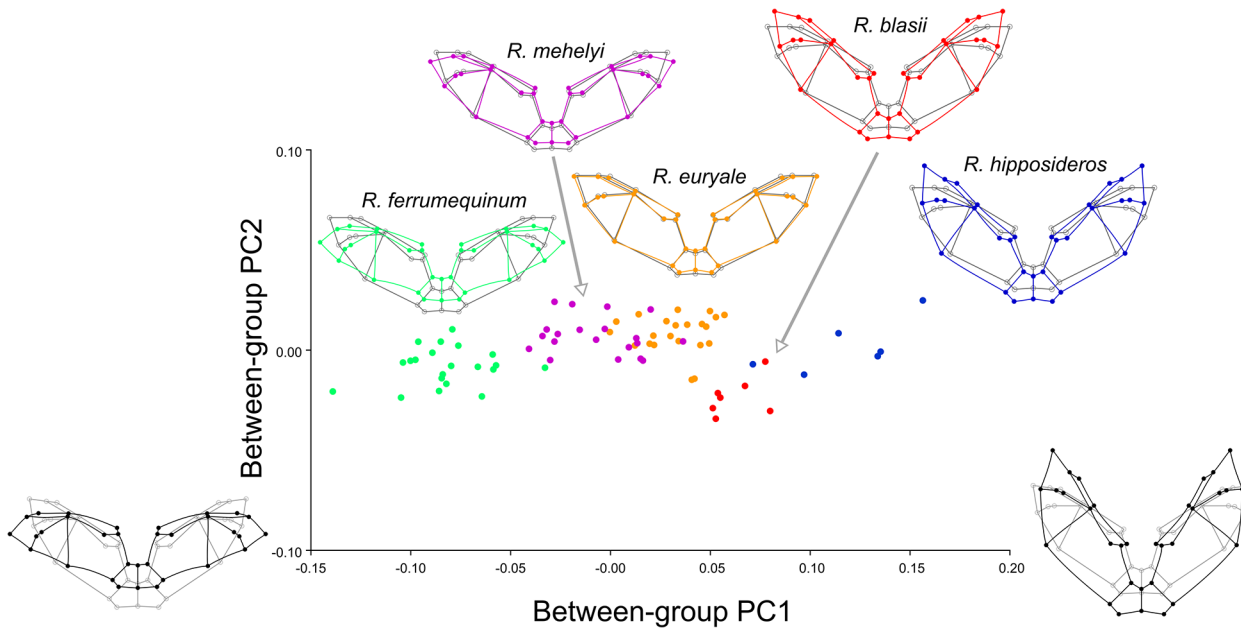 R. blasii
R. mehelyi
0.10
R. hipposideros
R. euryale
R. ferrumequinum
Between-group PC2
0.00
-0.10
-0.15
-0.10
-0.05
-0.00
0.05
0.10
0.15
0.20
Between-group PC1